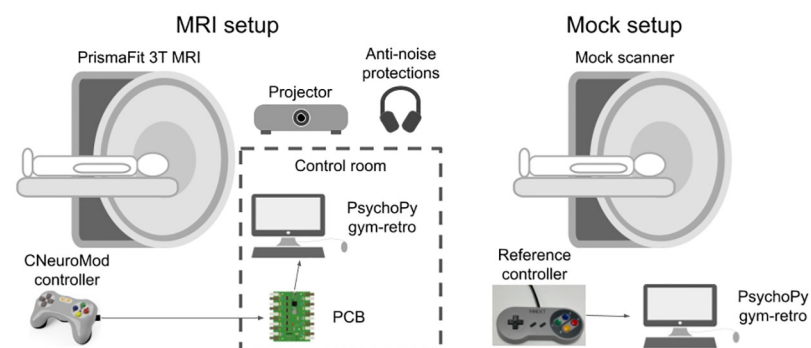 MRI setup
PrismaFit 3T MRI
Projector
Anti-noise
protections
Control room
PsychoPy
gym-retro
CNeuroMod
controller
PCB
Mock setup
Mock scanner
Reference
controller
PsychoPy
gym-retro